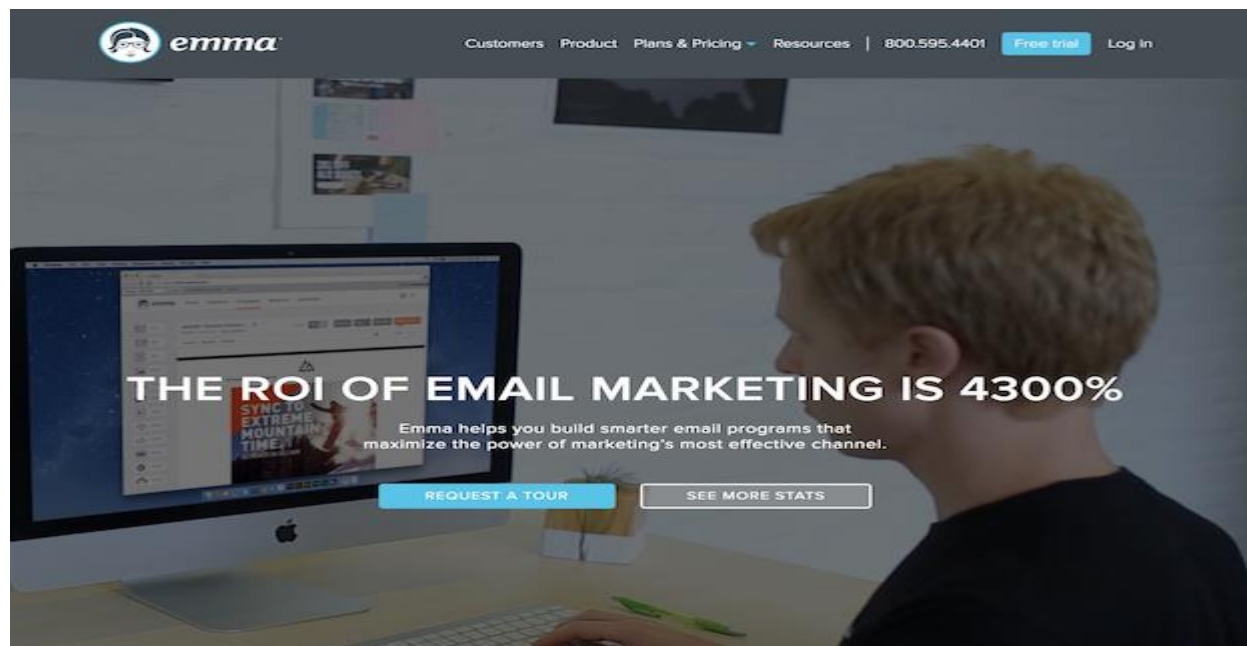 emma
Customers Product Plans & Pricing Resources | 800.595.4401 Free trial Log In
SYNC TO
EXTREME
MOUNTAIN
TIME.
THE ROI OF EMAIL MARKETING IS 4300%
Emma helps you build smarter email programs that
maximize the power of marketing's most effective channel.
REQUEST A TOUR
SEE MORE STATS